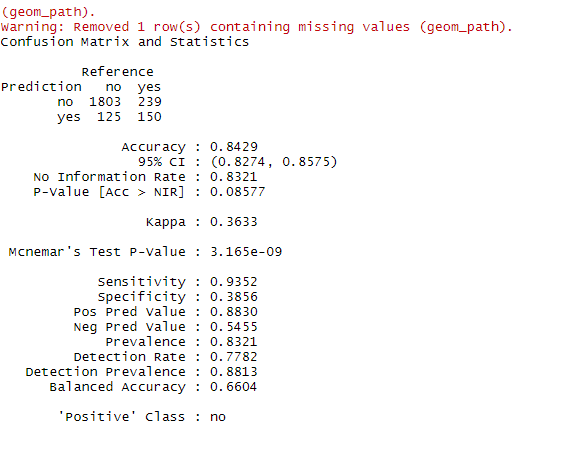 (geom_path).
Warning: Removed 1 row(s) containing missing values (geom_path).
Confusion Matrix and Statistics
Reference
Prediction no yes
no 1803 239
yes 125 150
Accuracy : 0.8429
95% CI : (0.8274, 0.8575)
No Information Rate : 0.8321
P-Value [Acc > NIR] : 0.08577
Kappa : 0.3633
Mcnemar's Test P-Value : 3.165e-09
Sensitivity : 0.9352
Specificity : 0.3856
Pos Pred Value : 0.8830
Neg Pred Value : 0.5455
Prevalence : 0.8321
Detection Rate : 0.7782
Detection Prevalence : 0.8813
Balanced Accuracy : 0.6604
'Positive' Class : no